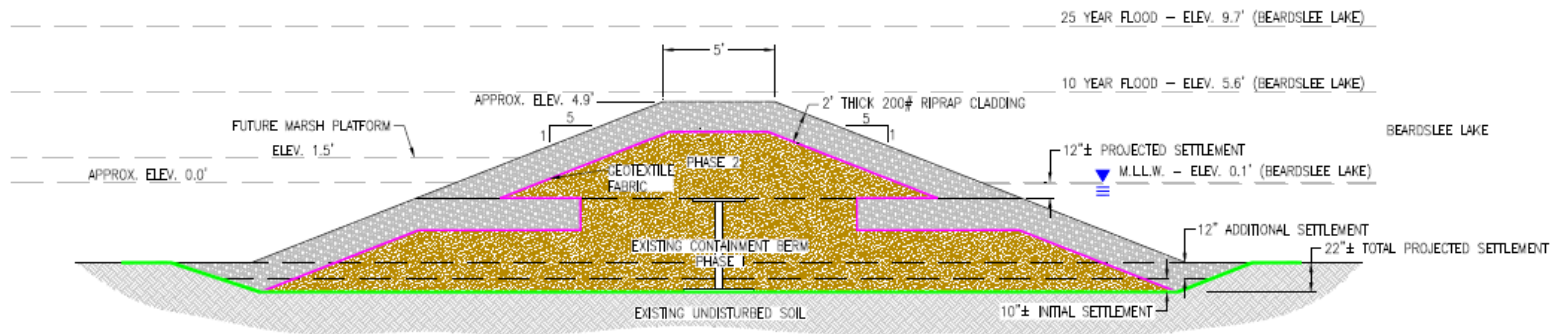 25 YEAR FLOOD – ELEV. 9.7' (BEARDSLEE LAKE)
5'
10 YEAR FLOOD – ELEV. 5.6' (BEARDSLEE LAKE)
APPROX. ELEV. 4.9'
2' THICK 200# RIPRAP CLADDING
5
1
5
1
FUTURE MARSH PLATFORM
BEARDSLEE LAKE
ELEV. 1.5'
12"± PROJECTED SETTLEMENT
PHASE 2
GEOTEXTILE
FABRIC
APPROX. ELEV. 0.0'
M.L.L.W. – ELEV. 0.1' (BEARDSLEE LAKE)
12" ADDITIONAL SETTLEMENT
EXISTING CONTAINMENT BERM
22"± TOTAL PROJECTED SETTLEMENT
PHASE 1
EXISTING UNDISTURBED SOIL
10"± INITIAL SETTLEMENT